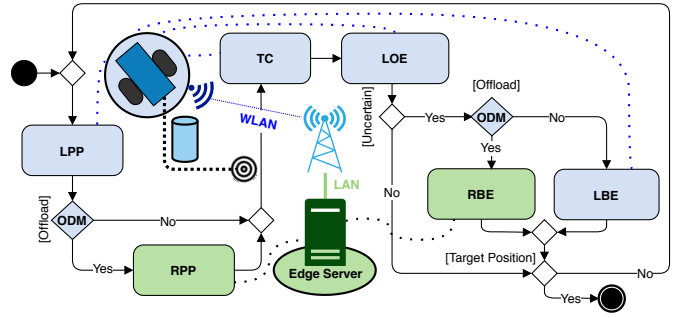 TC
LOE
[Offload]
[Uncertain]
Yes
ODM
No
WLAN
LPP
Yes
LAN
RBE
LBE
No
[Offload]
ODM
No
[Target Position]
Yes
RPP
Edge Server
No
Yes